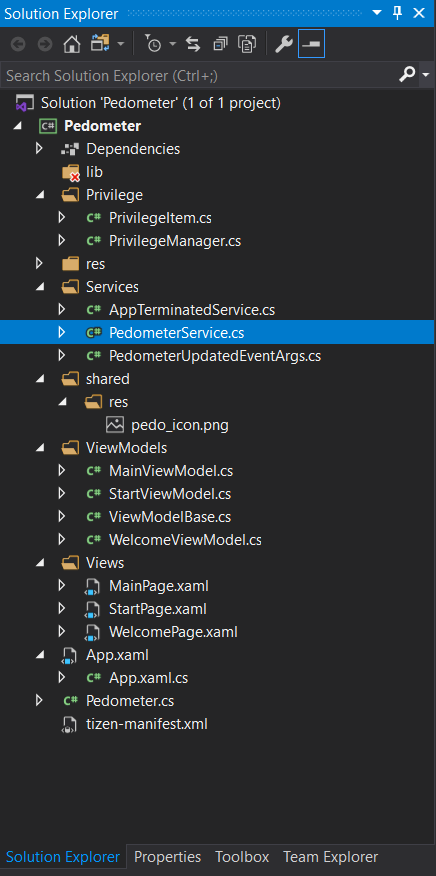 Solution Explorer
Search Solution Explorer (Ctrl+;)
Solution 'Pedometer' (1 of 1 project)
C# Pedometer
Dependencies
lib
Privilege
C# PrivilegeItem.cs
C# PrivilegeManager.cs
res
Services
C# AppTerminatedService.cs
C# PedometerService.cs
C# PedometerUpdatedEventArgs.cs
shared
res
pedo_icon.png
ViewModels
C# MainViewModel.cs
C# StartViewModel.cs
C# ViewModelBase.cs
C# WelcomeViewModel.cs
Views
MainPage.xaml
StartPage.xaml
WelcomePage.xaml
App.xaml
C# App.xaml.cs
C# Pedometer.cs
tizen-manifest.xml
Solution Explorer Properties Toolbox Team Explorer